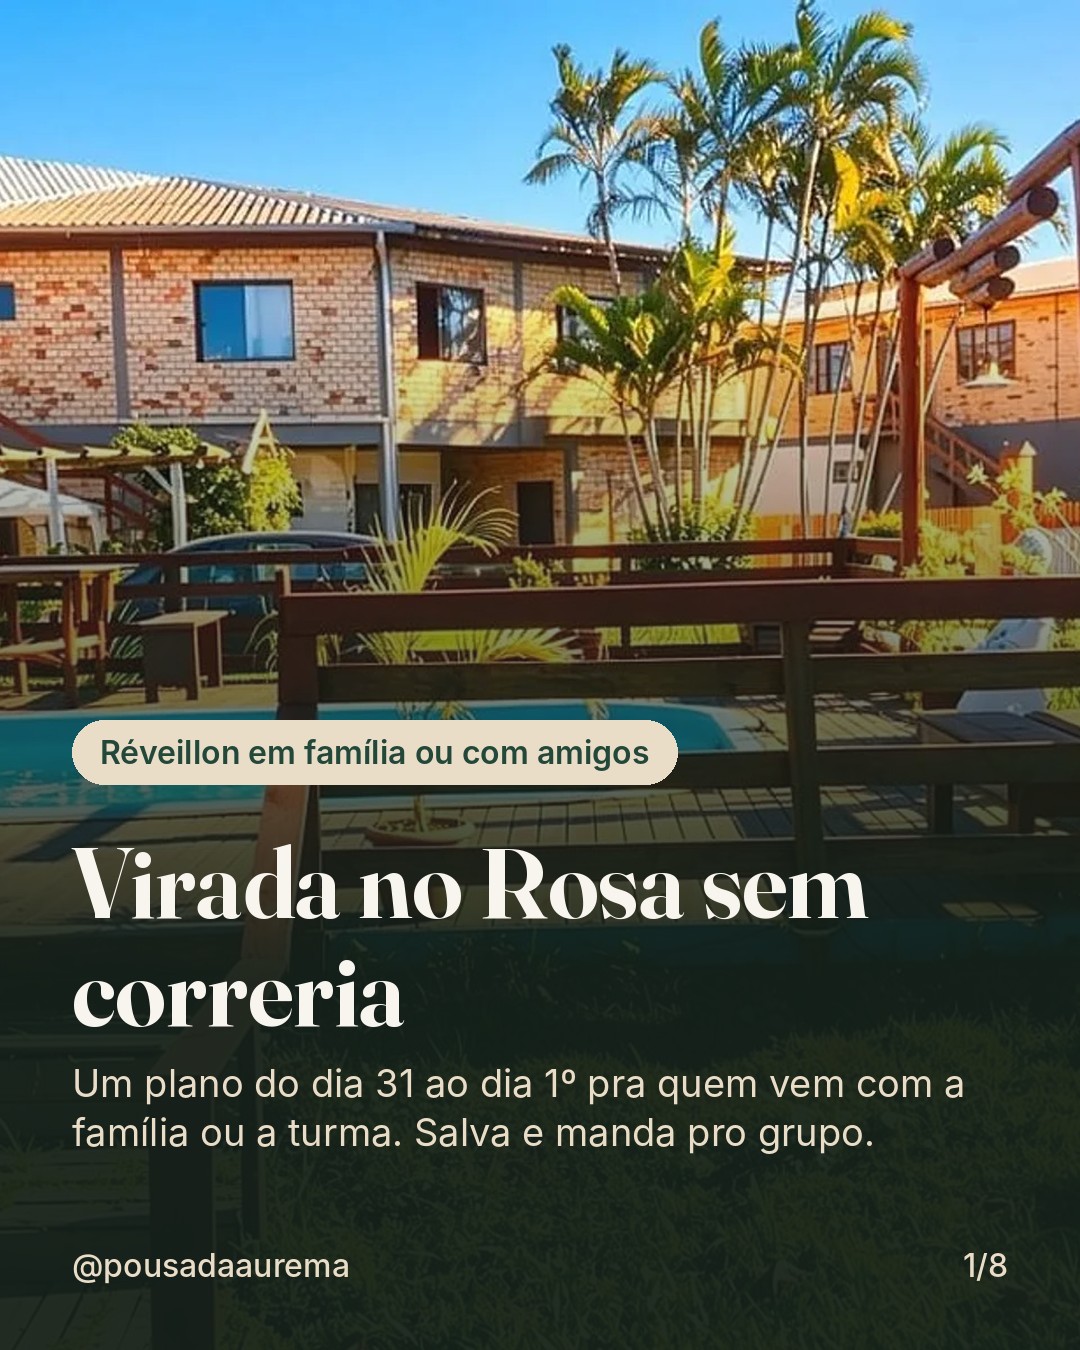 Réveillon em família ou com amigos
Virada no Rosa sem
correria
Um plano do dia 31 ao dia 1º pra quem vem com a
família ou a turma. Salva e manda pro grupo.
@pousadaaurema
1/8